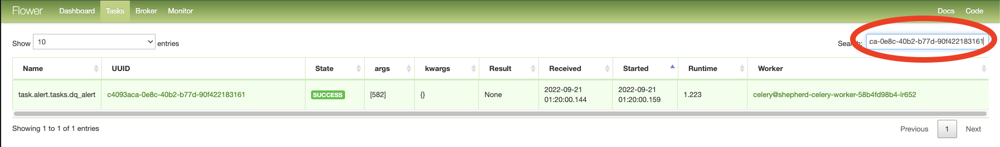 Flower Dashboard Tasks Broker Monitor Docs Code
Show 10 entries Search: ca-0e8c-40b2-b77d-90f422183161
Name UUID State args kwargs Result Received Started Runtime Worker
task.alert.tasks.dq_alert c4093aca-0e8c-40b2-b77d-90f422183161 SUCCESS [582] {} None 2022-09-21 01:20:00.144 2022-09-21 01:20:00.159 1.223 celery@shepherd-celery-worker-58b4fd98b4-lr652
Showing 1 to 1 of 1 entries Previous 1 Next